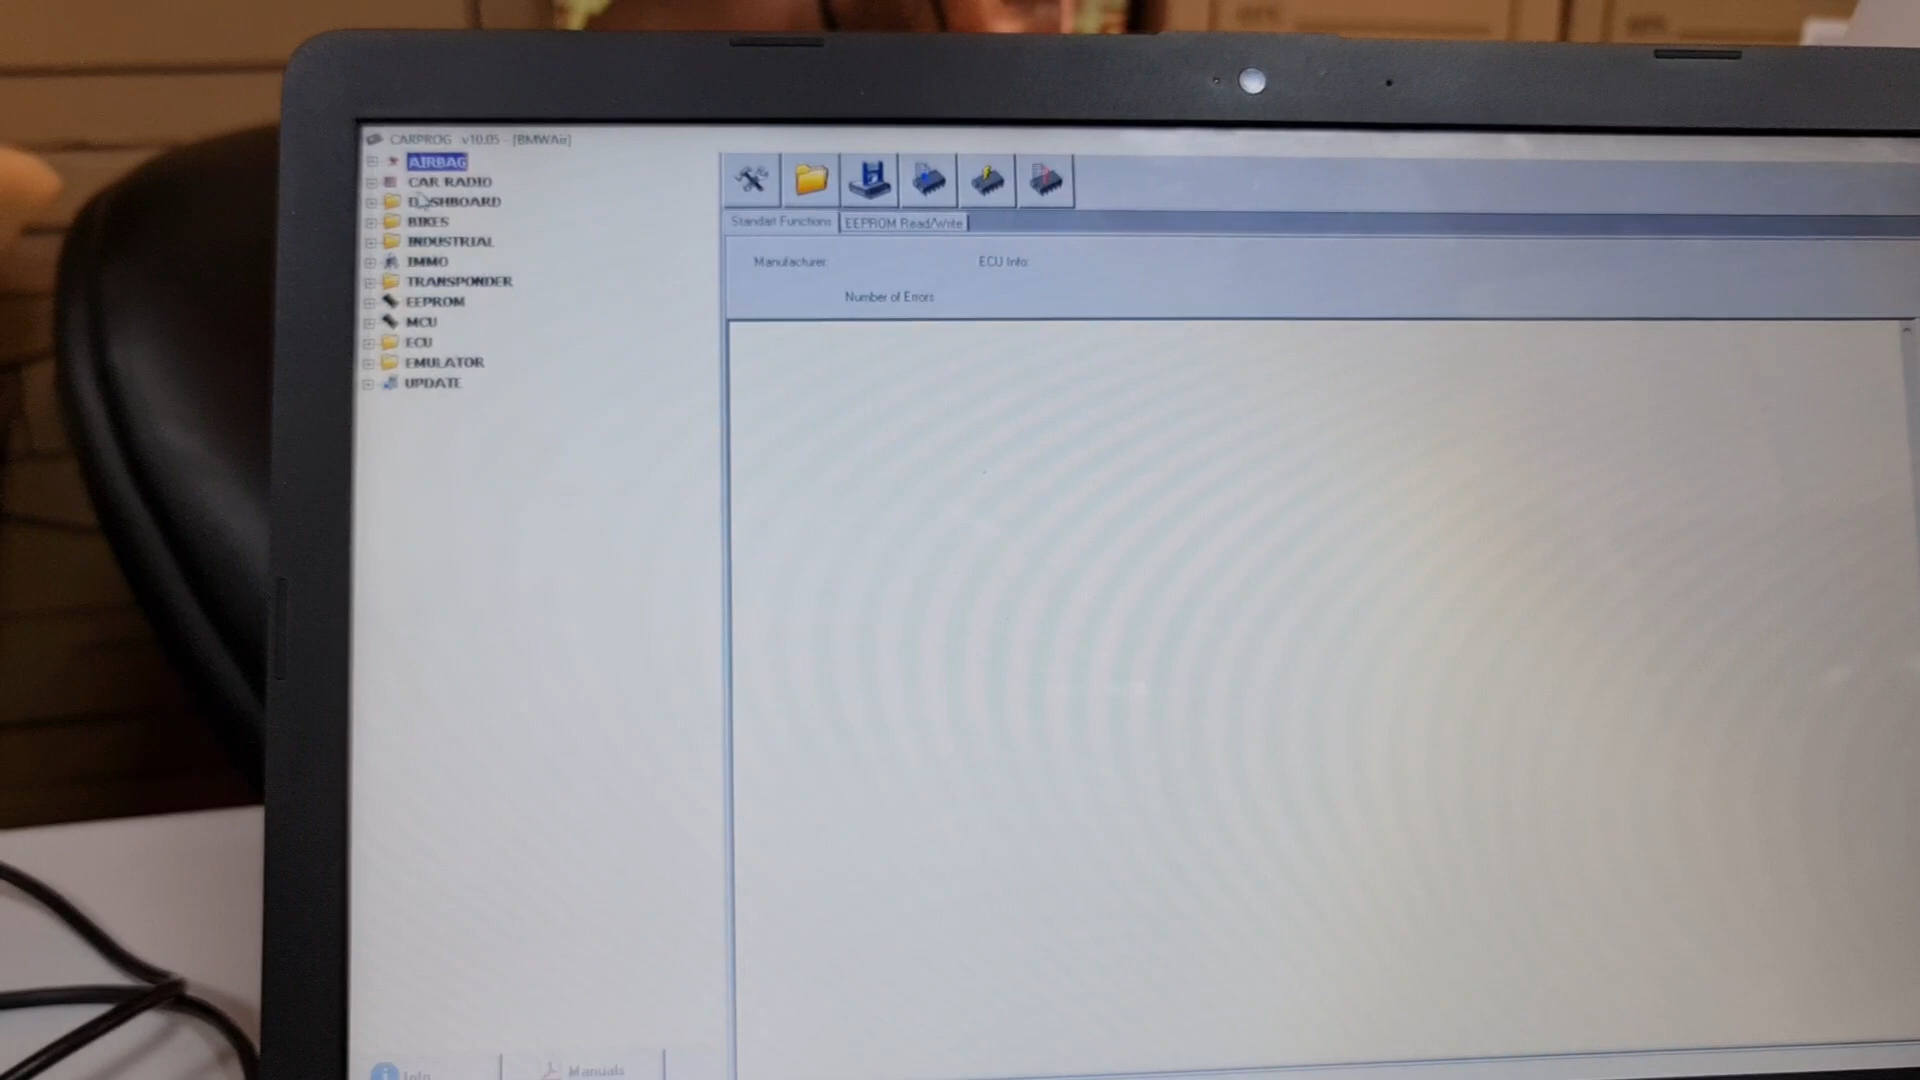 CARPROG v10.05 - [BMWAir]
AIRBAG
CAR RADIO
DASHBOARD
BIKES
INDUSTRIAL
IMMO
TRANSPONDER
EEPROM
MCU
ECU
EMULATOR
UPDATE
Standart Functions
EEPROM Read/Write
Manufacturer:
ECU Info:
Number of Errors
Info
Manuals